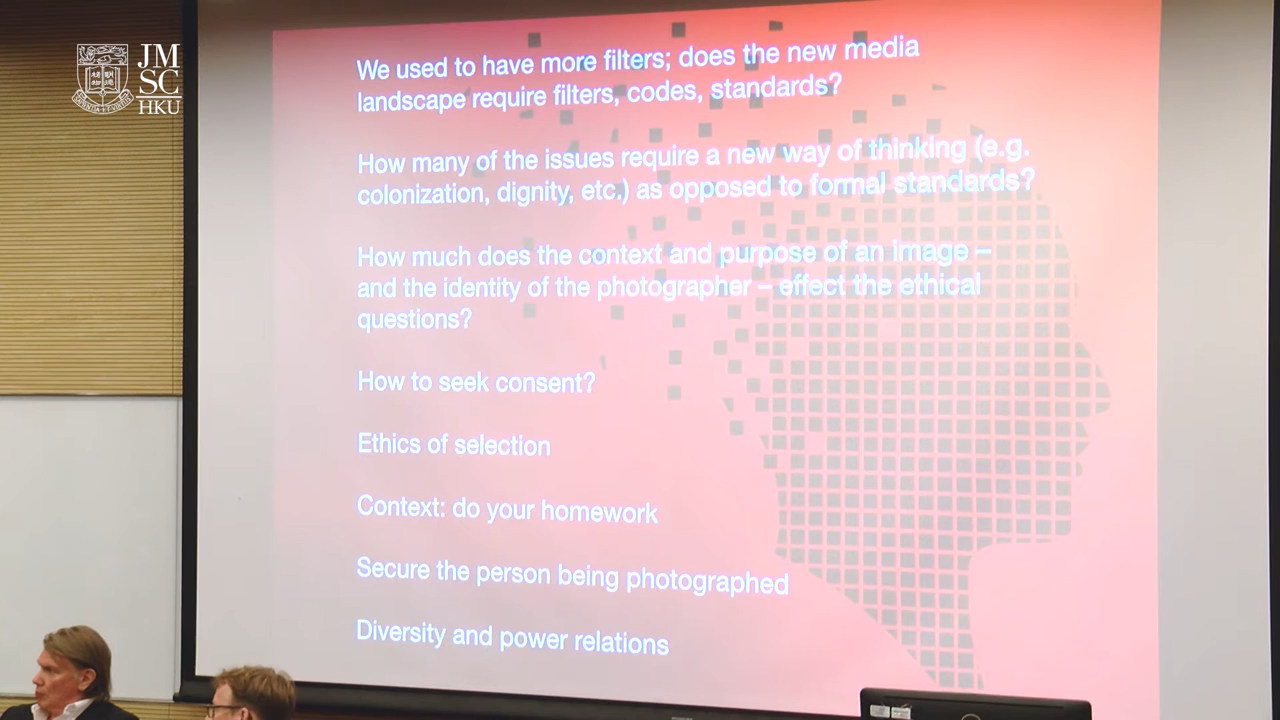 JM
SC
HKU
We used to have more filters; does the new media
landscape require filters, codes, standards?
How many of the issues require a new way of thinking (e.g.
colonization, dignity, etc.) as opposed to formal standards?
How much does the context and purpose of an image –
and the identity of the photographer – effect the ethical
questions?
How to seek consent?
Ethics of selection
Context: do your homework
Secure the person being photographed
Diversity and power relations